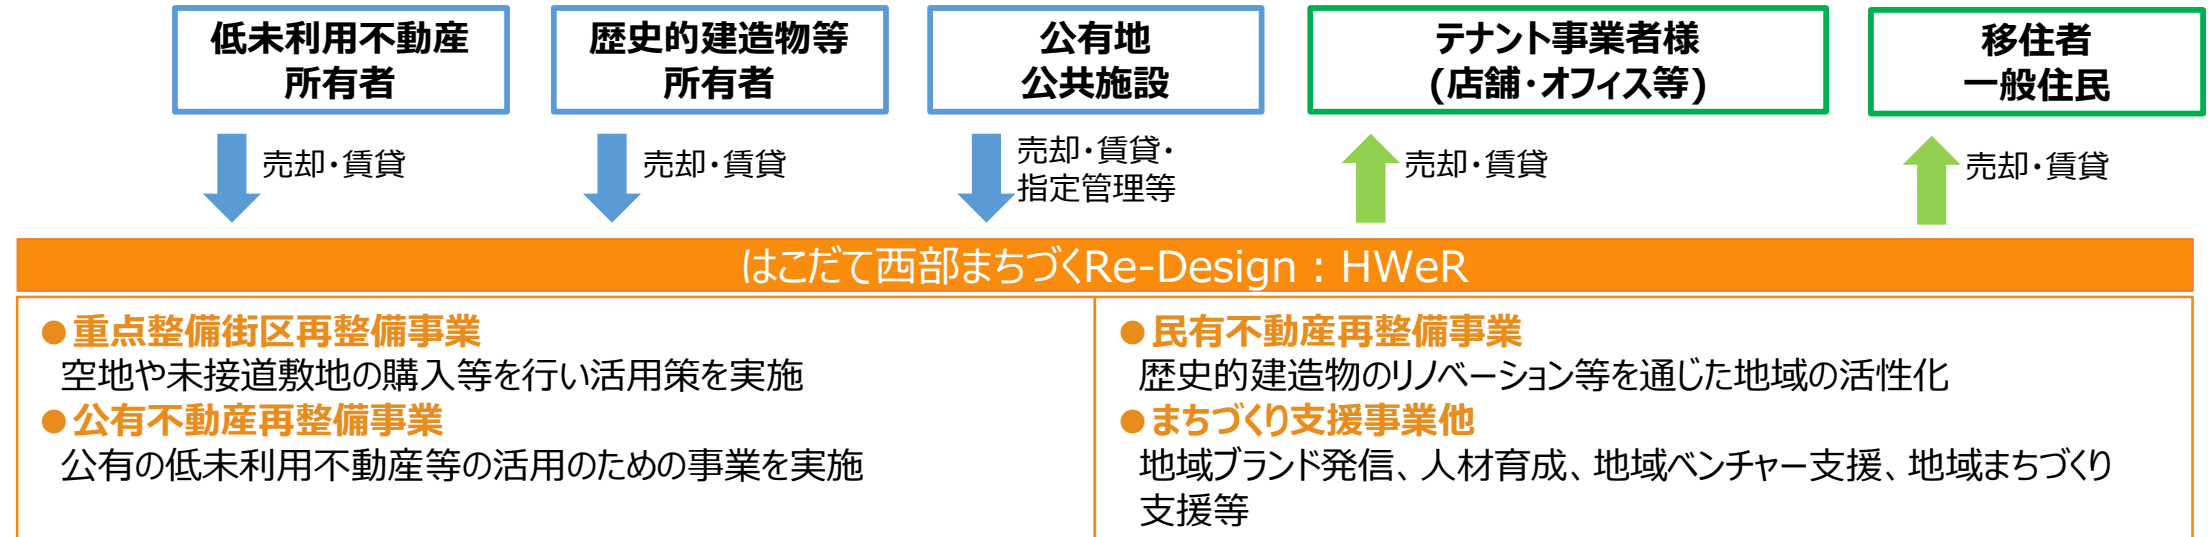 低未利用不動産
所有者
歴史的建造物等
所有者
公有地
公共施設
テナント事業者様
(店舗・オフィス等)
移住者
一般住民
売却・賃貸
売却・賃貸
売却・賃貸・
指定管理等
売却・賃貸
売却・賃貸
はこだて西部まちづくRe-Design：HWeR
●重点整備街区再整備事業
空地や未接道敷地の購入等を行い活用策を実施
●公有不動産再整備事業
公有の低未利用不動産等の活用のための事業を実施
●民有不動産再整備事業
歴史的建造物のリノベーション等を通じた地域の活性化
●まちづくり支援事業他
地域ブランド発信、人材育成、地域ベンチャー支援、地域まちづくり
支援等